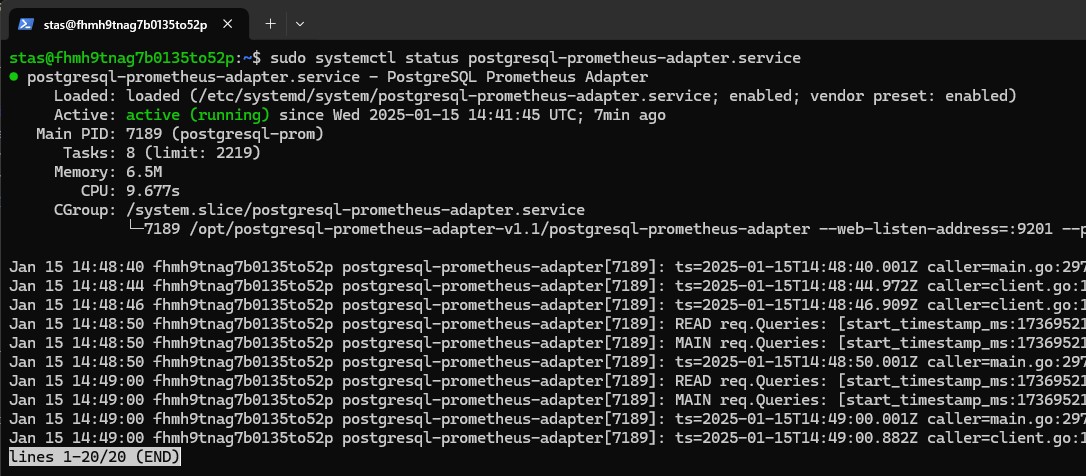 stas@fhmh9tnag7b0135to52p
stas@fhmh9tnag7b0135to52p:~$ sudo systemctl status postgresql-prometheus-adapter.service
● postgresql-prometheus-adapter.service - PostgreSQL Prometheus Adapter
Loaded: loaded (/etc/systemd/system/postgresql-prometheus-adapter.service; enabled; vendor preset: enabled)
Active: active (running) since Wed 2025-01-15 14:41:45 UTC; 7min ago
Main PID: 7189 (postgresql-prom)
Tasks: 8 (limit: 2219)
Memory: 6.5M
CPU: 9.677s
CGroup: /system.slice/postgresql-prometheus-adapter.service
└─7189 /opt/postgresql-prometheus-adapter-v1.1/postgresql-prometheus-adapter --web-listen-address=:9201 --p
Jan 15 14:48:40 fhmh9tnag7b0135to52p postgresql-prometheus-adapter[7189]: ts=2025-01-15T14:48:40.001Z caller=main.go:297
Jan 15 14:48:44 fhmh9tnag7b0135to52p postgresql-prometheus-adapter[7189]: ts=2025-01-15T14:48:44.972Z caller=client.go:1
Jan 15 14:48:46 fhmh9tnag7b0135to52p postgresql-prometheus-adapter[7189]: ts=2025-01-15T14:48:46.909Z caller=client.go:1
Jan 15 14:48:50 fhmh9tnag7b0135to52p postgresql-prometheus-adapter[7189]: READ req.Queries: [start_timestamp_ms:17369521
Jan 15 14:48:50 fhmh9tnag7b0135to52p postgresql-prometheus-adapter[7189]: MAIN req.Queries: [start_timestamp_ms:17369521
Jan 15 14:48:50 fhmh9tnag7b0135to52p postgresql-prometheus-adapter[7189]: ts=2025-01-15T14:48:50.001Z caller=main.go:297
Jan 15 14:49:00 fhmh9tnag7b0135to52p postgresql-prometheus-adapter[7189]: READ req.Queries: [start_timestamp_ms:17369521
Jan 15 14:49:00 fhmh9tnag7b0135to52p postgresql-prometheus-adapter[7189]: MAIN req.Queries: [start_timestamp_ms:17369521
Jan 15 14:49:00 fhmh9tnag7b0135to52p postgresql-prometheus-adapter[7189]: ts=2025-01-15T14:49:00.001Z caller=main.go:297
Jan 15 14:49:00 fhmh9tnag7b0135to52p postgresql-prometheus-adapter[7189]: ts=2025-01-15T14:49:00.882Z caller=client.go:1
lines 1-20/20 (END)